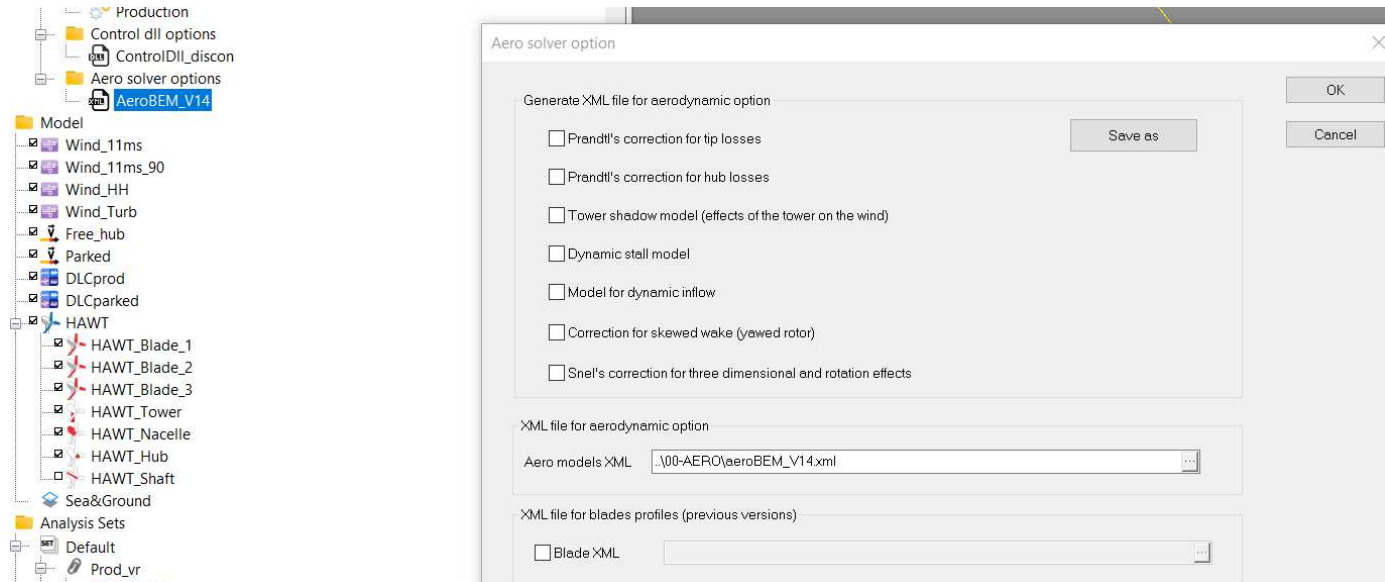 Production
Control dll options
ControlDll_discon
Aero solver options
AeroBEM_V14
Model
Wind_11ms
Wind_11ms_90
Wind_HH
Wind_Turb
Free_hub
Parked
DLCprod
DLCparked
HAWT
HAWT_Blade_1
HAWT_Blade_2
HAWT_Blade_3
HAWT_Tower
HAWT_Nacelle
HAWT_Hub
HAWT_Shaft
Sea&Ground
Analysis Sets
SET
Default
Prod_vr
Aero solver option
OK
Cancel
Generate XML file for aerodynamic option
Prandtl's correction for tip losses
Save as
Prandtl's correction for hub losses
Tower shadow model (effects of the tower on the wind)
Dynamic stall model
Model for dynamic inflow
Correction for skewed wake (yawed rotor)
Snel's correction for three dimensional and rotation effects
XML file for aerodynamic option
Aero models XML ..\00-AERO\aeroBEM_V14.xml ...
XML file for blades profiles (previous versions)
Blade XML ...